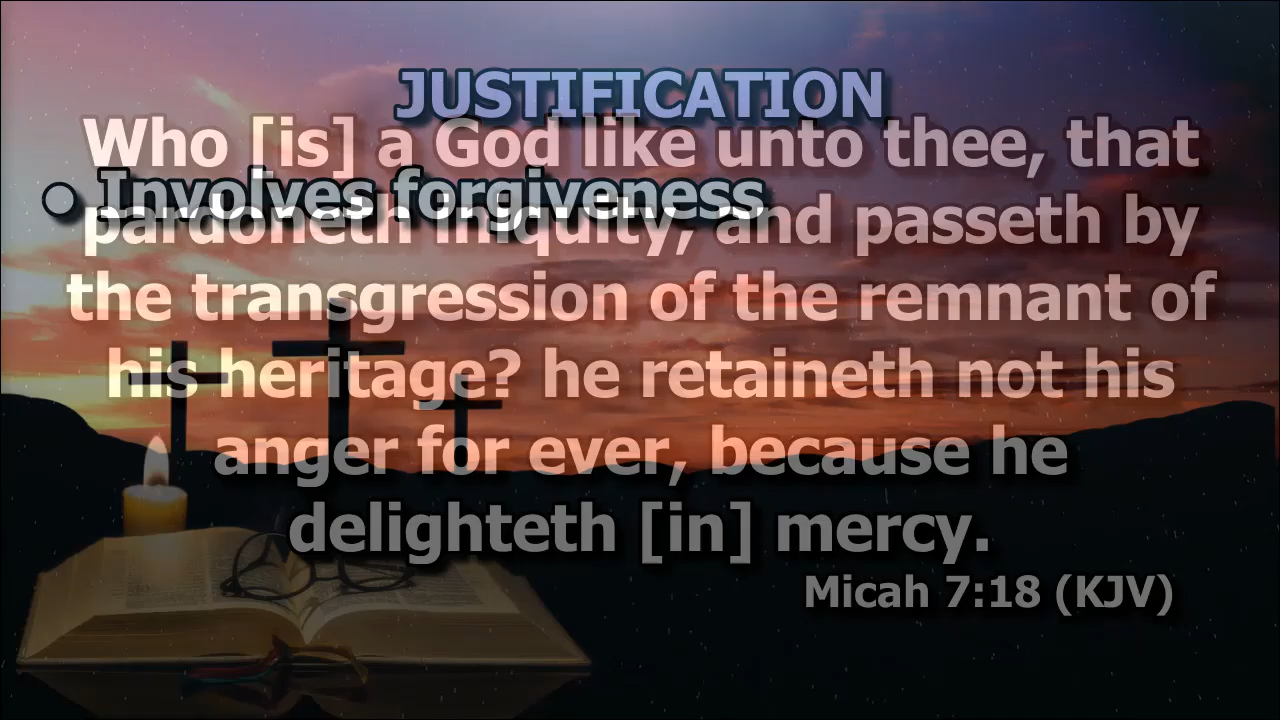 JUSTIFICATION
Who [is] a God like unto thee, that
• Involves forgiveness
pardoneth iniquity, and passeth by
the transgression of the remnant of
his heritage? he retaineth not his
anger for ever, because he
delighteth [in] mercy.
Micah 7:18 (KJV)